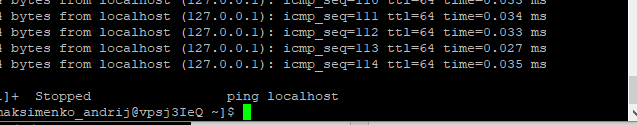 4 bytes from localhost (127.0.0.1): icmp_seq=110 ttl=64 time=0.033 ms
4 bytes from localhost (127.0.0.1): icmp_seq=111 ttl=64 time=0.034 ms
4 bytes from localhost (127.0.0.1): icmp_seq=112 ttl=64 time=0.033 ms
4 bytes from localhost (127.0.0.1): icmp_seq=113 ttl=64 time=0.027 ms
4 bytes from localhost (127.0.0.1): icmp_seq=114 ttl=64 time=0.035 ms
1]+  Stopped                 ping localhost
maksimenko_andrij@vpsj3IeQ ~]$